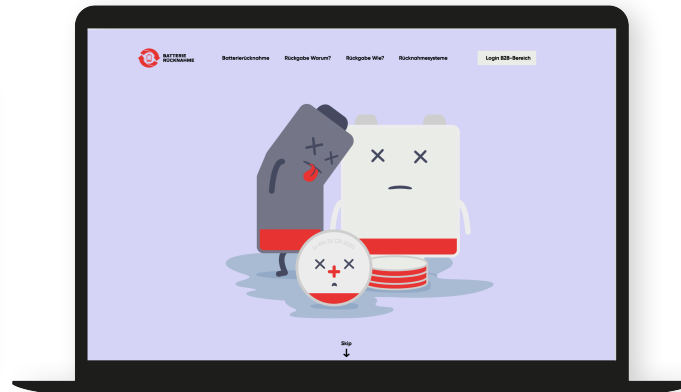 BATTERIE
RÜCKNAHME
Batterierücknahme Rückgabe Warum? Rückgabe Wie? Rücknahmesysteme Login B2B-Bereich
Skip